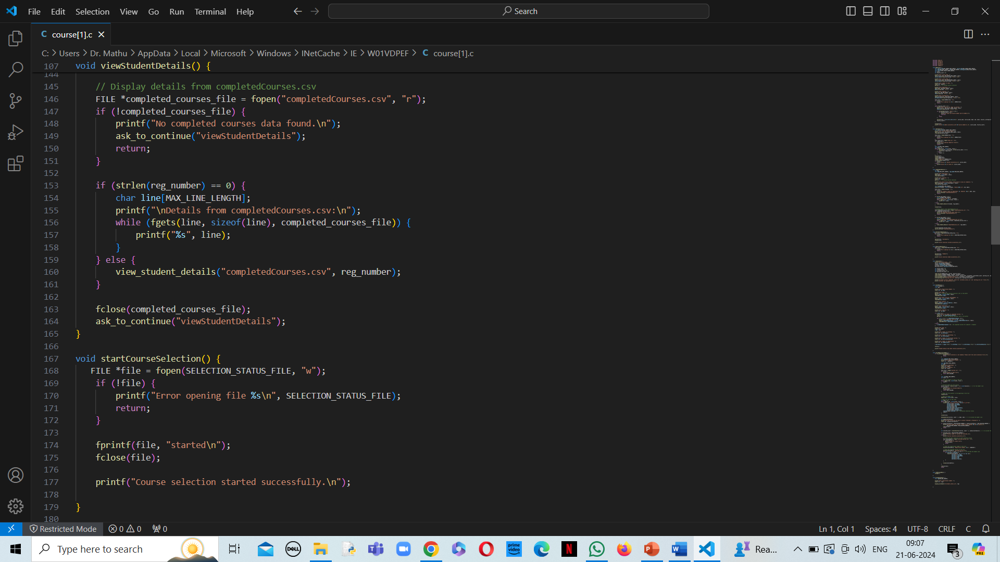 File Edit Selection View Go Run Terminal Help Search
C course[1].c
C: > Users > Dr. Mathu > AppData > Local > Microsoft > Windows > INetCache > IE > W01VDPEF > C course[1].c
107 void viewStudentDetails() {
144
145 // Display details from completedCourses.csv
146 FILE *completed_courses_file = fopen("completedCourses.csv", "r");
147 if (!completed_courses_file) {
148 printf("No completed courses data found.\n");
149 ask_to_continue("viewStudentDetails");
150 return;
151 }
152
153 if (strlen(reg_number) == 0) {
154 char line[MAX_LINE_LENGTH];
155 printf("\nDetails from completedCourses.csv:\n");
156 while (fgets(line, sizeof(line), completed_courses_file)) {
157 printf("%s", line);
158 }
159 } else {
160 view_student_details("completedCourses.csv", reg_number);
161 }
162
163 fclose(completed_courses_file);
164 ask_to_continue("viewStudentDetails");
165 }
166
167 void startCourseSelection() {
168 FILE *file = fopen(SELECTION_STATUS_FILE, "w");
169 if (!file) {
170 printf("Error opening file %s\n", SELECTION_STATUS_FILE);
171 return;
172 }
173
174 fprintf(file, "started\n");
175 fclose(file);
176
177 printf("Course selection started successfully.\n");
178
179 }
180
Restricted Mode 0 0 0 Ln 1, Col 1 Spaces: 4 UTF-8 CRLF C
Type here to search DELL prime video N P W Rea... ENG 09:07
21-06-2024 3 PRE